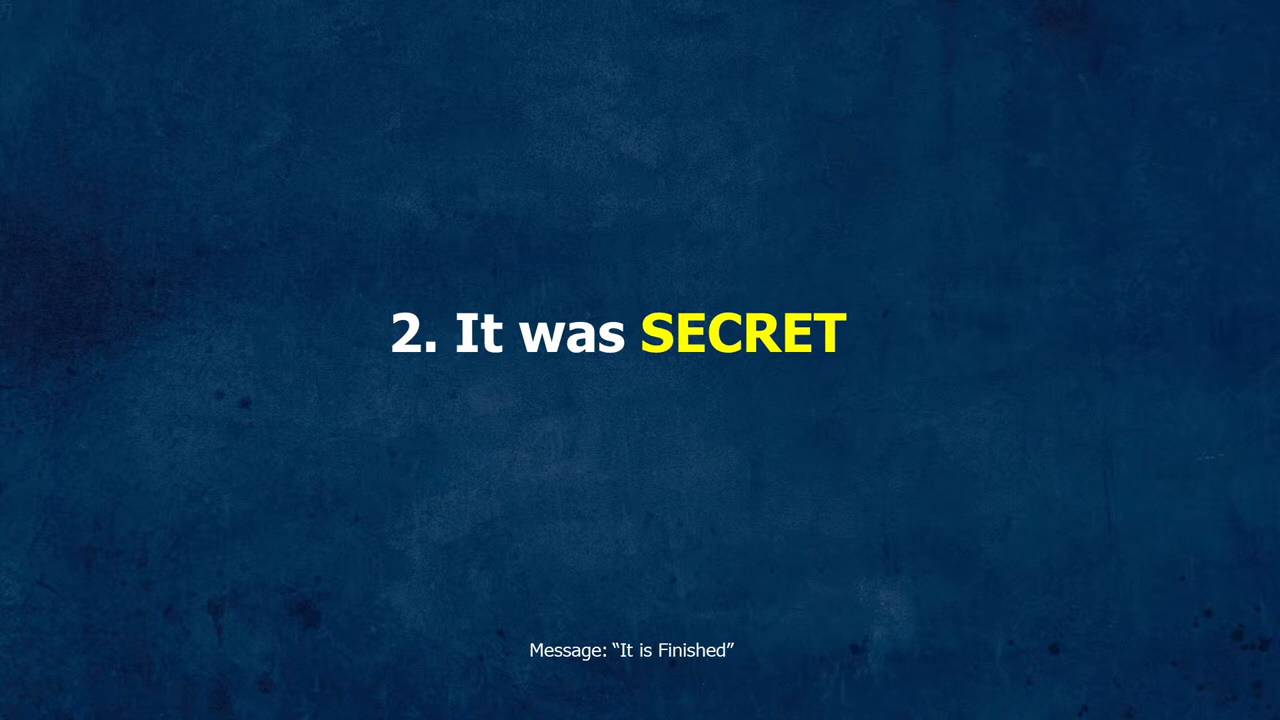 2. It was SECRET
Message: “It is Finished”